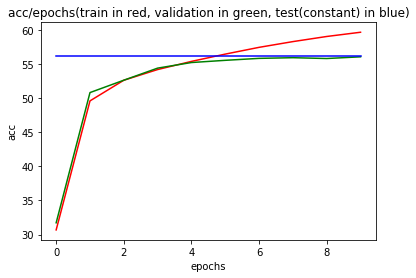 acc/epochs(train in red, validation in green, test(constant) in blue)
60
55
50
45
40
35
30
acc
0 2 4 6 8
epochs